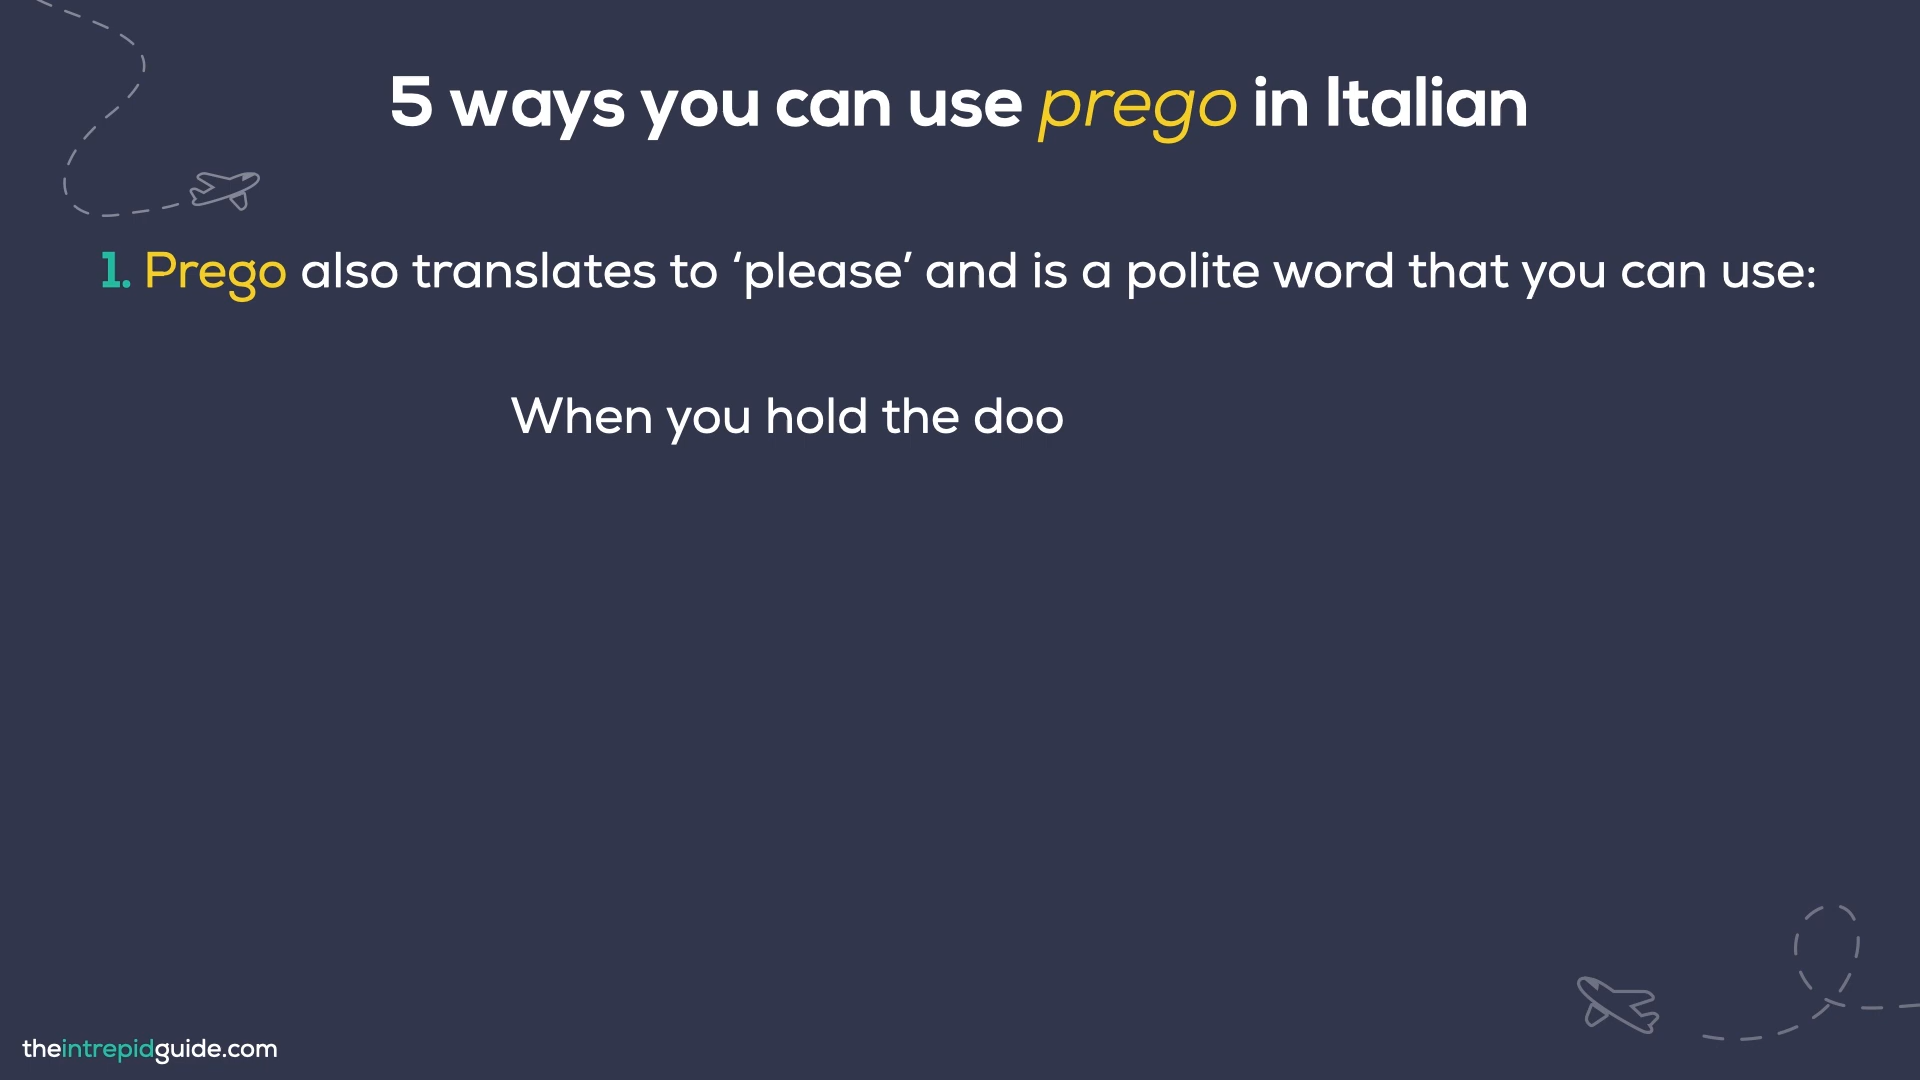 5 ways you can use prego in Italian
1. Prego also translates to ‘please’ and is a polite word that you can use:
When you hold the doo
theintrepidguide.com